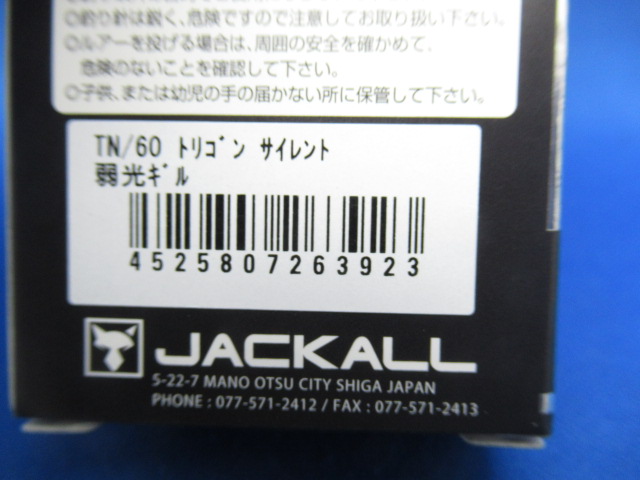 ◎釣り針は鋭く、危険ですので注意してお取り扱い下さい。
◎ルアーを投げる場合は、周囲の安全を確かめて、
危険のないことを確認して下さい。
◎子供、または幼児の手の届かない所に保管して下さい。
TN/60 ﾄﾘｺﾞﾝ ｻｲﾚﾝﾄ
弱光ｷﾞﾙ
4525807263923
JACKALL
5-22-7 MANO OTSU CITY SHIGA JAPAN
PHONE : 077-571-2412 / FAX : 077-571-2413